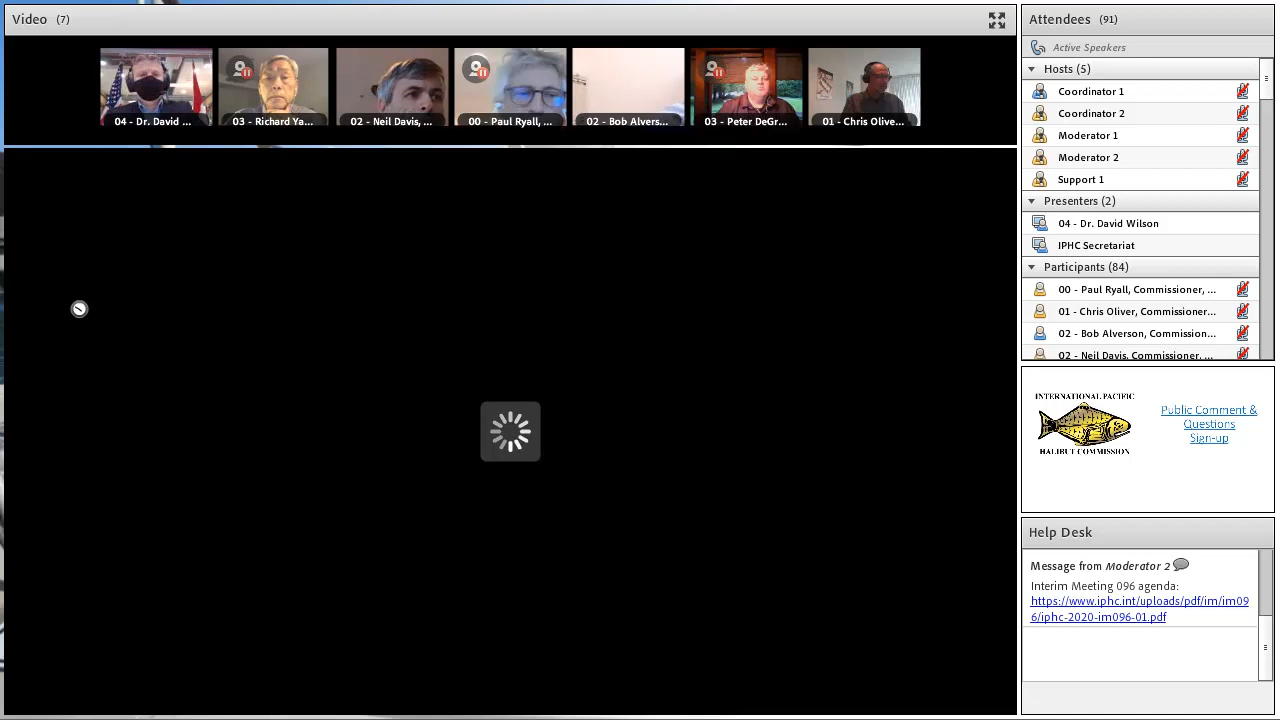 Video (7)
04 - Dr. David ...
03 - Richard Ya...
02 - Neil Davis, ...
00 - Paul Ryall, ...
02 - Bob Alvers...
03 - Peter DeGr...
01 - Chris Olive...
Attendees (91)
Active Speakers
Hosts (5)
Coordinator 1
Coordinator 2
Moderator 1
Moderator 2
Support 1
Presenters (2)
04 - Dr. David Wilson
IPHC Secretariat
Participants (84)
00 - Paul Ryall, Commissioner, ...
01 - Chris Oliver, Commissioner...
02 - Bob Alverson, Commission...
02 - Neil Davis, Commissioner, ...
INTERNATIONAL PACIFIC
HALIBUT COMMISSION
Public Comment &
Questions
Sign-up
Help Desk
Message from Moderator 2
Interim Meeting 096 agenda:
https://www.iphc.int/uploads/pdf/im/im09
6/iphc-2020-im096-01.pdf